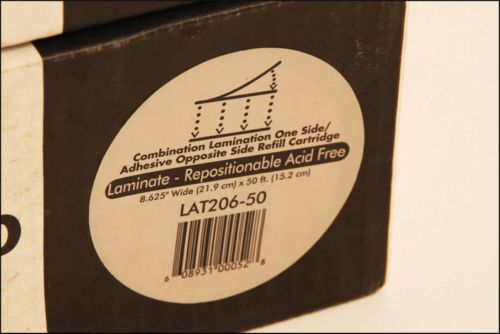 Combination Lamination One Side/
Adhesive Opposite Side Refill Cartridge
Laminate - Repositionable Acid Free
8.625" Wide (21.9 cm) x 50 ft. (15.2 cm)
LAT206-50
6 08931 00052 8